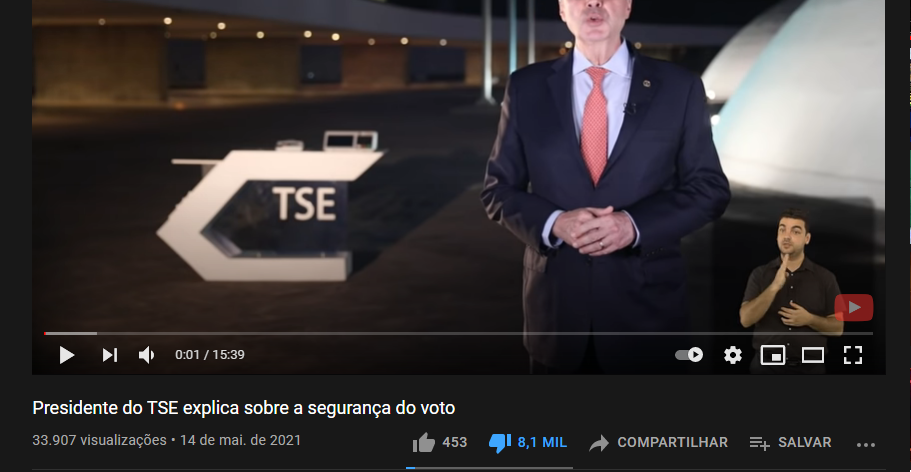 TSE
0:01 / 15:39
Presidente do TSE explica sobre a segurança do voto
33.907 visualizações • 14 de mai. de 2021
453
8,1 MIL
COMPARTILHAR
SALVAR